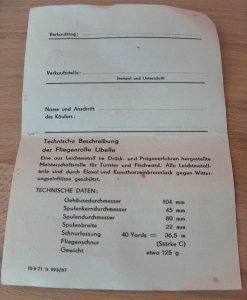 Verkaufstag:
Verkaufsstelle:
Stempel und Unterschrift
Name und Anschrift
des Käufers:
Technische Beschreibung
der Fliegenrolle Libelle
Eine aus Leichtmetall im Drück- und Prägeverfahren hergestellte
Meisterschaftsrolle für Turnier und Fischwaid. Alle Leichtmetall-
teile sind durch Eloxal und Kunstharzeinbrennlack gegen Witte-
rungseinflüsse geschützt.
TECHNISCHE DATEN:
Gehäusedurchmesser 104 mm
Spulenkerndurchmesser 45 mm
Spulendurchmesser 80 mm
Spulenbreite 22 mm
Schnurfassung 40 Yards = 36,5 m
Fliegenschnur (Stärke C)
Gewicht etwa 125 g